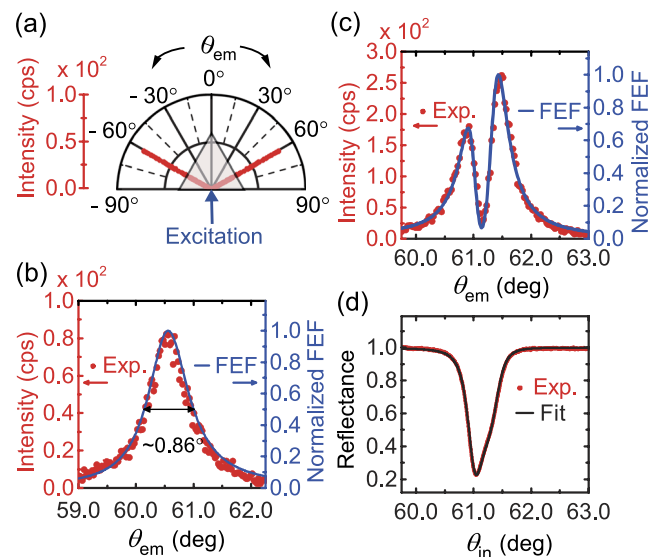 (a)
θem
x 10²
1.0
0.5
0.0
Intensity (cps)
- 90°
- 60°
- 30°
0°
30°
60°
90°
Excitation
(b)
x 10²
1.0
0.8
0.6
0.4
0.2
0.0
Intensity (cps)
Exp.
FEF
~0.86°
1.0
0.8
0.6
0.4
0.2
0.0
Normalized FEF
59.0 60.0 61.0 62.0
θem (deg)
(c)
x 10²
3.0
2.5
2.0
1.5
1.0
0.5
0.0
Intensity (cps)
Exp.
FEF
1.0
0.8
0.6
0.4
0.2
0.0
Normalized FEF
60.0 61.0 62.0 63.0
θem (deg)
(d)
1.0
0.8
0.6
0.4
0.2
Reflectance
Exp.
Fit
60.0 61.0 62.0 63.0
θin (deg)